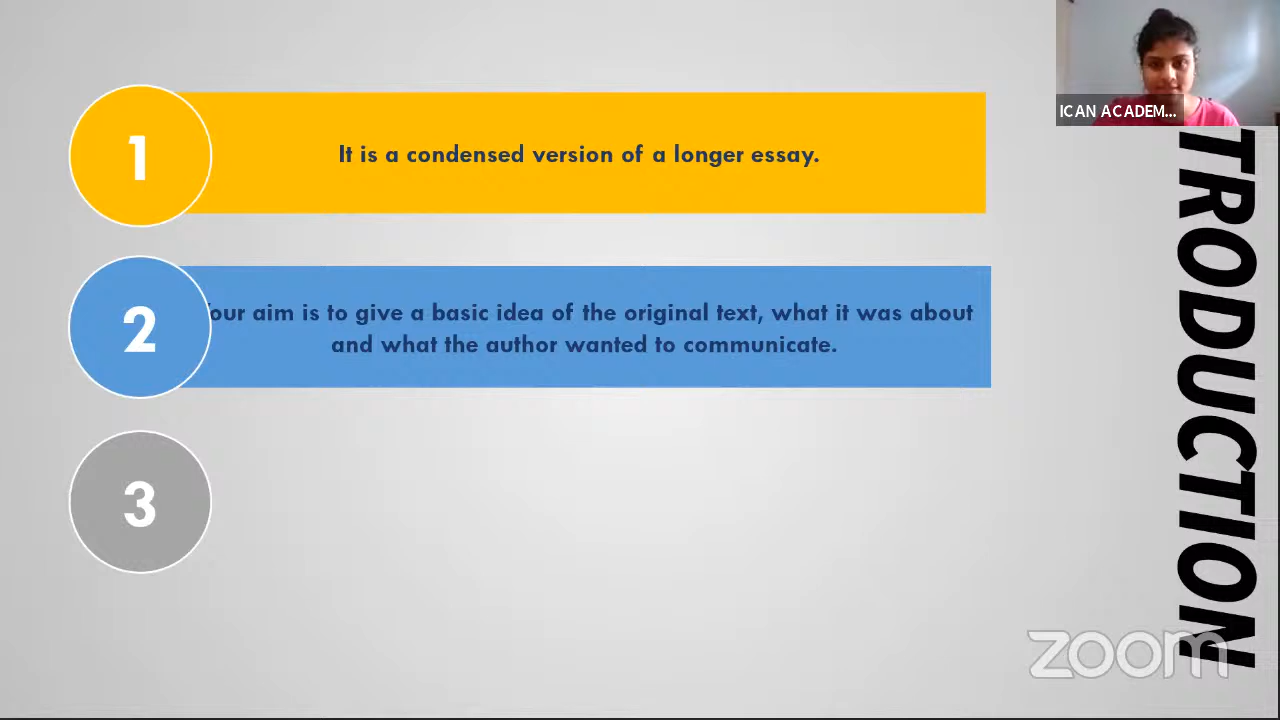 1
It is a condensed version of a longer essay.
2
our aim is to give a basic idea of the original text, what it was about
and what the author wanted to communicate.
3
ICAN ACADEM...
TRODUCTION
zoom